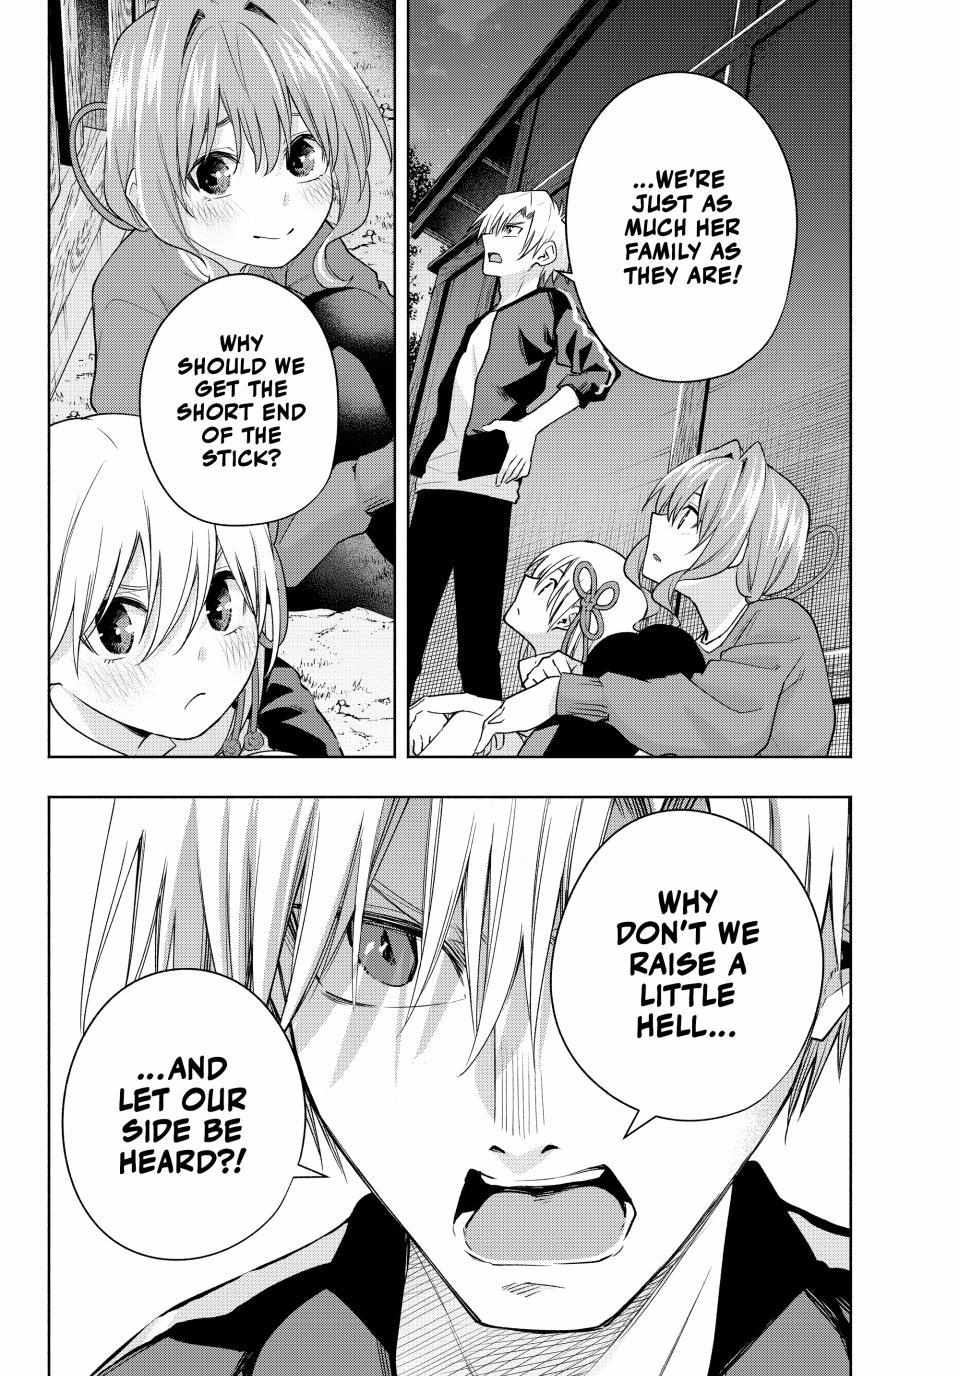 ...WE'RE
JUST AS
MUCH HER
FAMILY AS
THEY ARE!
WHY
SHOULD WE
GET THE
SHORT END
OF THE
STICK?
WHY
DON'T WE
RAISE A
LITTLE
HELL...
...AND
LET OUR
SIDE BE
HEARD?!